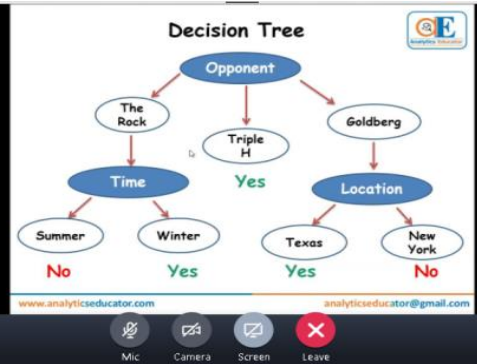 Decision Tree
Analytics Educator
Opponent
The
Rock
Triple
H
Goldberg
Yes
Time
Location
Summer
Winter
Texas
New
York
No
Yes
Yes
No
www.analyticseducator.com
analyticseducator@gmail.com
Mic
Camera
Screen
Leave